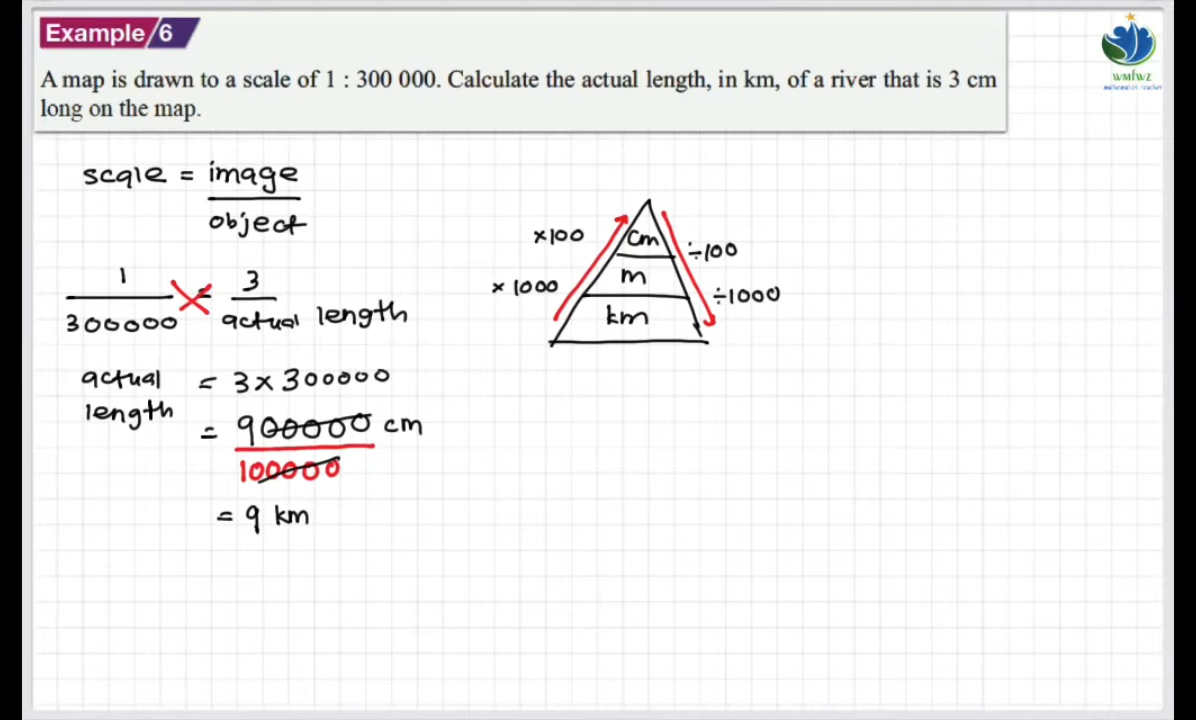 Example 6
A map is drawn to a scale of 1 : 300 000. Calculate the actual length, in km, of a river that is 3 cm
long on the map.
WMFWZ
scale = image
object
1 = 3
300000 actual length
actual length = 3 × 300000
= 900000 cm
100000
= 9 km
×100 cm ÷100
× 1000 m ÷1000
km